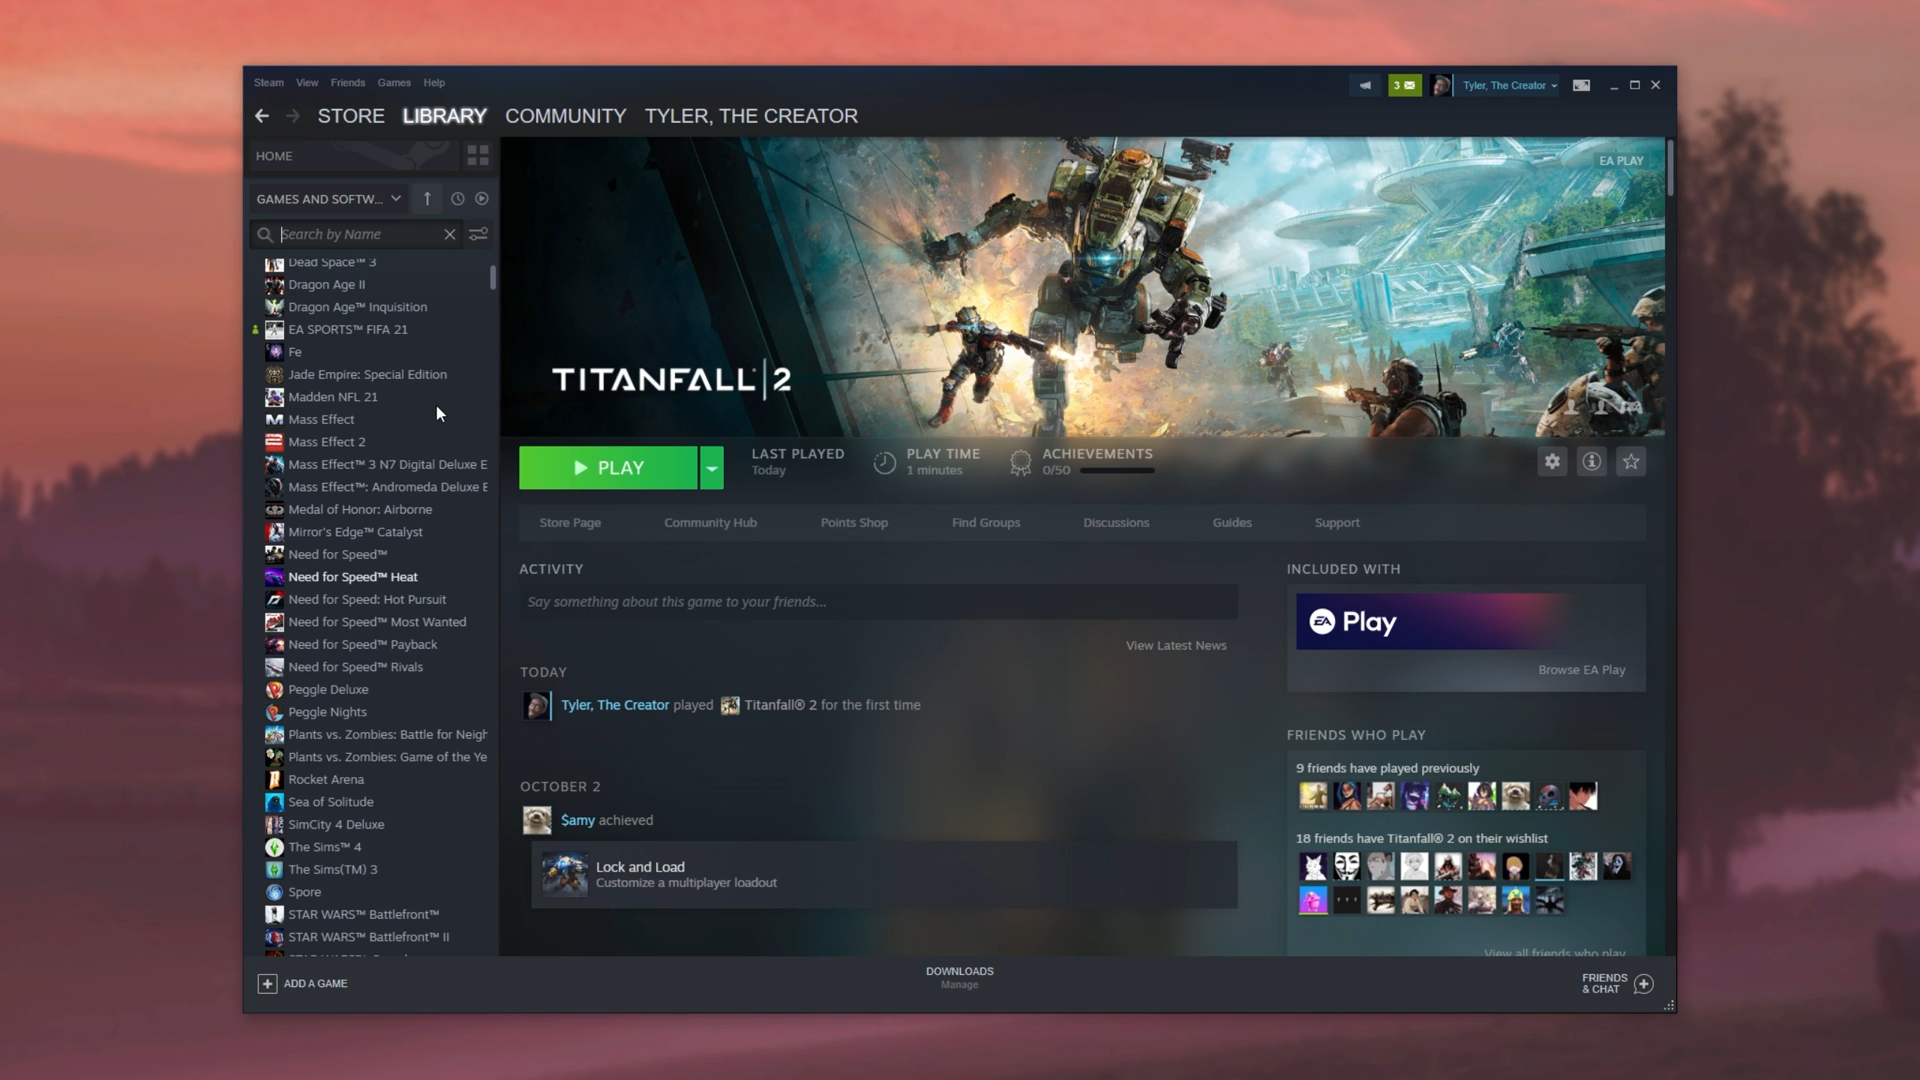 Steam View Friends Games Help
3
Tyler, The Creator
STORE LIBRARY COMMUNITY TYLER, THE CREATOR
HOME
GAMES AND SOFTW...
Search by Name
Dead Space™ 3
Dragon Age II
Dragon Age™ Inquisition
EA SPORTS™ FIFA 21
Fe
Jade Empire: Special Edition
Madden NFL 21
Mass Effect
Mass Effect 2
Mass Effect™ 3 N7 Digital Deluxe E
Mass Effect™: Andromeda Deluxe E
Medal of Honor: Airborne
Mirror's Edge™ Catalyst
Need for Speed™
Need for Speed™ Heat
Need for Speed: Hot Pursuit
Need for Speed™ Most Wanted
Need for Speed™ Payback
Need for Speed™ Rivals
Peggle Deluxe
Peggle Nights
Plants vs. Zombies: Battle for Neigh
Plants vs. Zombies: Game of the Ye
Rocket Arena
Sea of Solitude
SimCity 4 Deluxe
The Sims™ 4
The Sims(TM) 3
Spore
STAR WARS™ Battlefront™
STAR WARS™ Battlefront™ II
EA PLAY
TITANFALL 2
PLAY
LAST PLAYED
Today
PLAY TIME
1 minutes
ACHIEVEMENTS
0/50
Store Page Community Hub Points Shop Find Groups Discussions Guides Support
ACTIVITY
Say something about this game to your friends...
View Latest News
TODAY
Tyler, The Creator played Titanfall® 2 for the first time
OCTOBER 2
$amy achieved
Lock and Load
Customize a multiplayer loadout
INCLUDED WITH
EA Play
Browse EA Play
FRIENDS WHO PLAY
9 friends have played previously
18 friends have Titanfall® 2 on their wishlist
View all friends who play
ADD A GAME
DOWNLOADS
Manage
FRIENDS
& CHAT